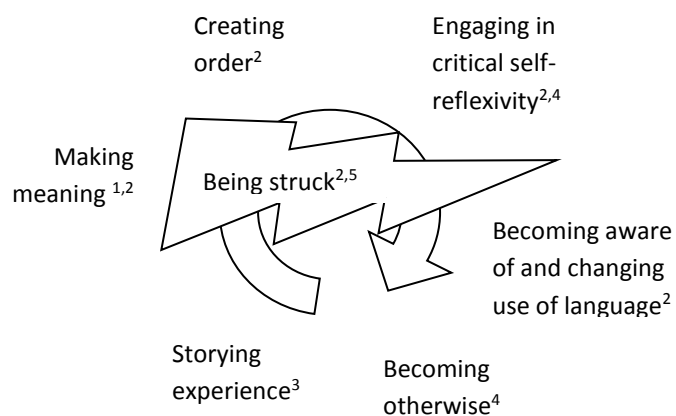 Creating
order2
Engaging in
critical self-
reflexivity2,4
Making
meaning 1,2
Being struck2,5
Becoming aware
of and changing
use of language2
Storying
experience3
Becoming
otherwise4